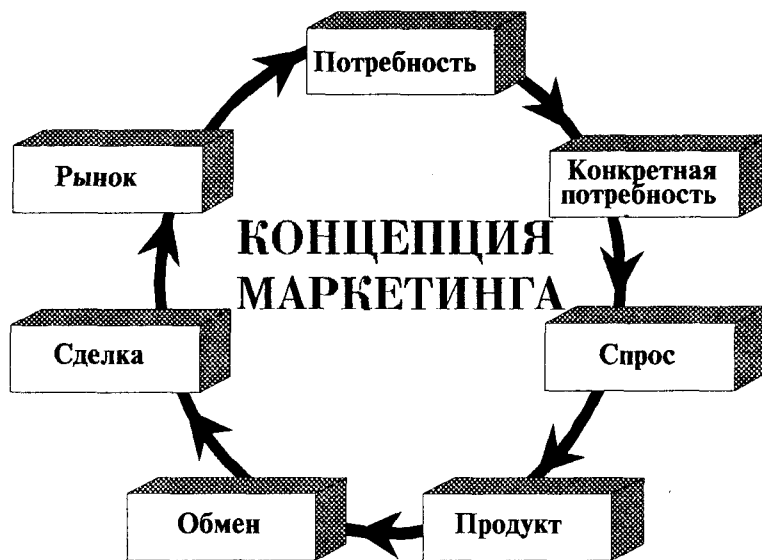 Потребность
Конкретная
потребность
Спрос
Продукт
Обмен
Сделка
Рынок
КОНЦЕПЦИЯ
МАРКЕТИНГА